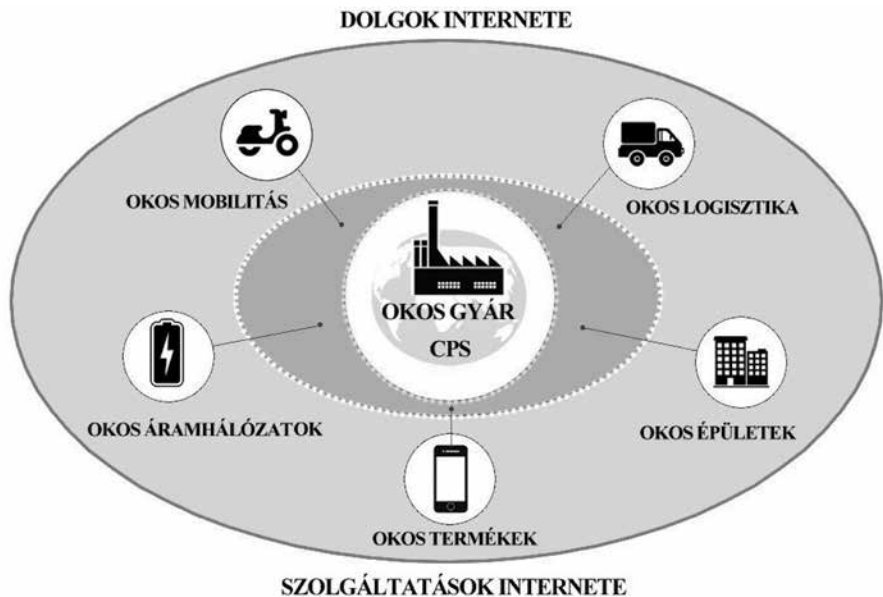 DOLGOK INTERNETE
OKOS MOBILITÁS
OKOS LOGISZTIKA
OKOS GYÁR
CPS
OKOS ÁRAMHÁLÓZATOK
OKOS ÉPÜLETEK
OKOS TERMÉKEK
SZOLGÁLTATÁSOK INTERNETE